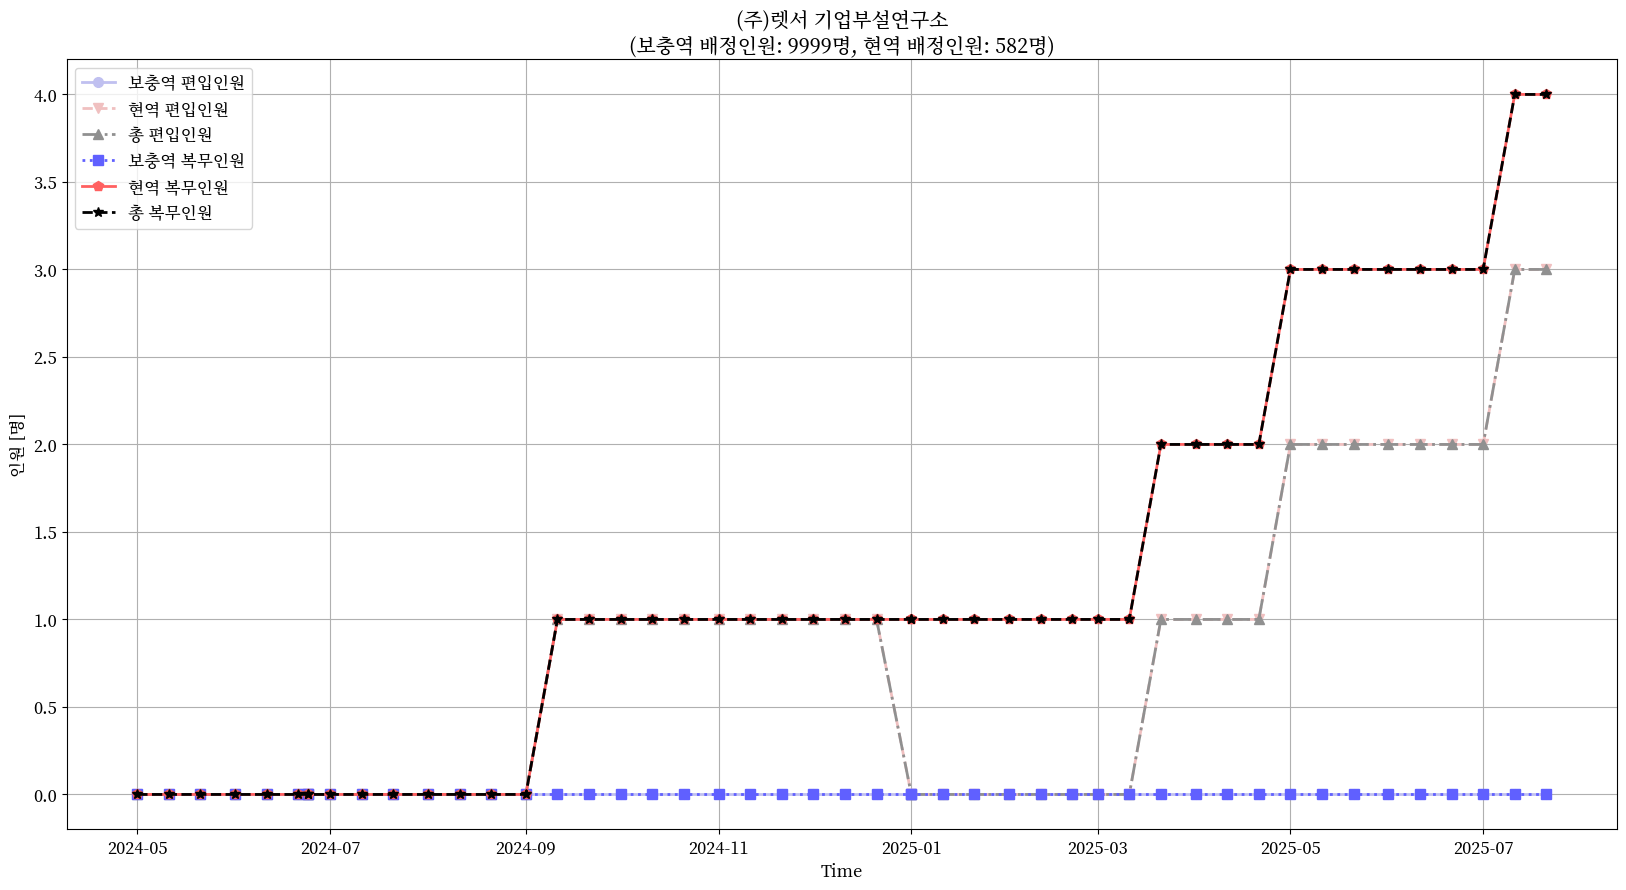 (주)렛서 기업부설연구소
(보충역 배정인원: 9999명, 현역 배정인원: 582명)
보충역 편입인원
현역 편입인원
총 편입인원
보충역 복무인원
현역 복무인원
총 복무인원
4.0
3.5
3.0
2.5
2.0
1.5
1.0
0.5
0.0
인원 [명]
2024-05
2024-07
2024-09
2024-11
2025-01
2025-03
2025-05
2025-07
Time